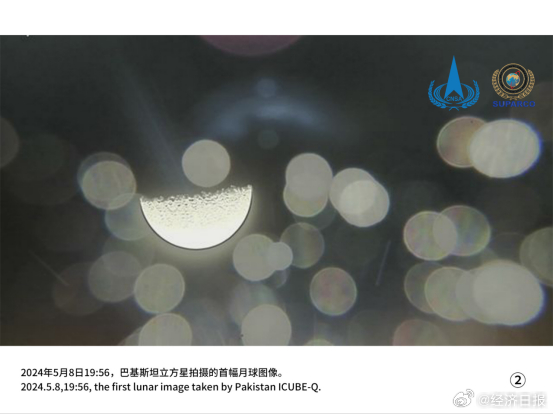 CNSA
2024年5月8日19:56，巴基斯坦立方星拍摄的首幅月球图像。
2024.5.8,19:56, the first lunar image taken by Pakistan ICUBE-Q.
②
@经济日报